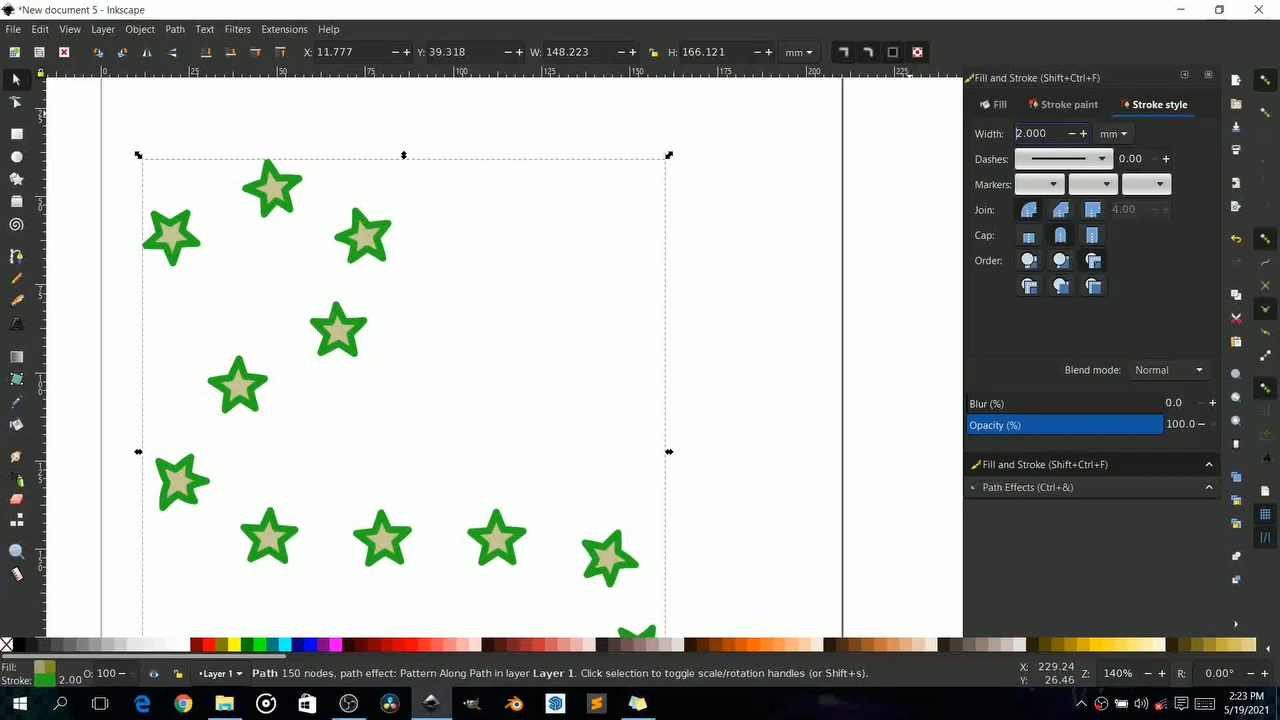 *New document 5 - Inkscape
File Edit View Layer Object Path Text Filters Extensions Help
X: 11.777 − + Y: 39.318 − + W: 148.223 − + H: 166.121 − + mm
0 25 50 75 100 125 150 175 200 225
Fill and Stroke (Shift+Ctrl+F)
Fill Stroke paint Stroke style
Width: 2.000 − + mm
Dashes: 0.00 − +
Markers:
Join: 4.00 − +
Cap:
Order:
Blend mode: Normal
Blur (%) 0.0 − +
Opacity (%) 100.0 − +
Fill and Stroke (Shift+Ctrl+F)
Path Effects (Ctrl+&)
Fill: O: 100 − + •Layer 1 Path 150 nodes, path effect: Pattern Along Path in layer Layer 1. Click selection to toggle scale/rotation handles (or Shift+s). X: 229.24 Z: 140% − + R: 0.00° − +
Stroke: 2.00 Y: 26.46
2:23 PM
5/19/2021